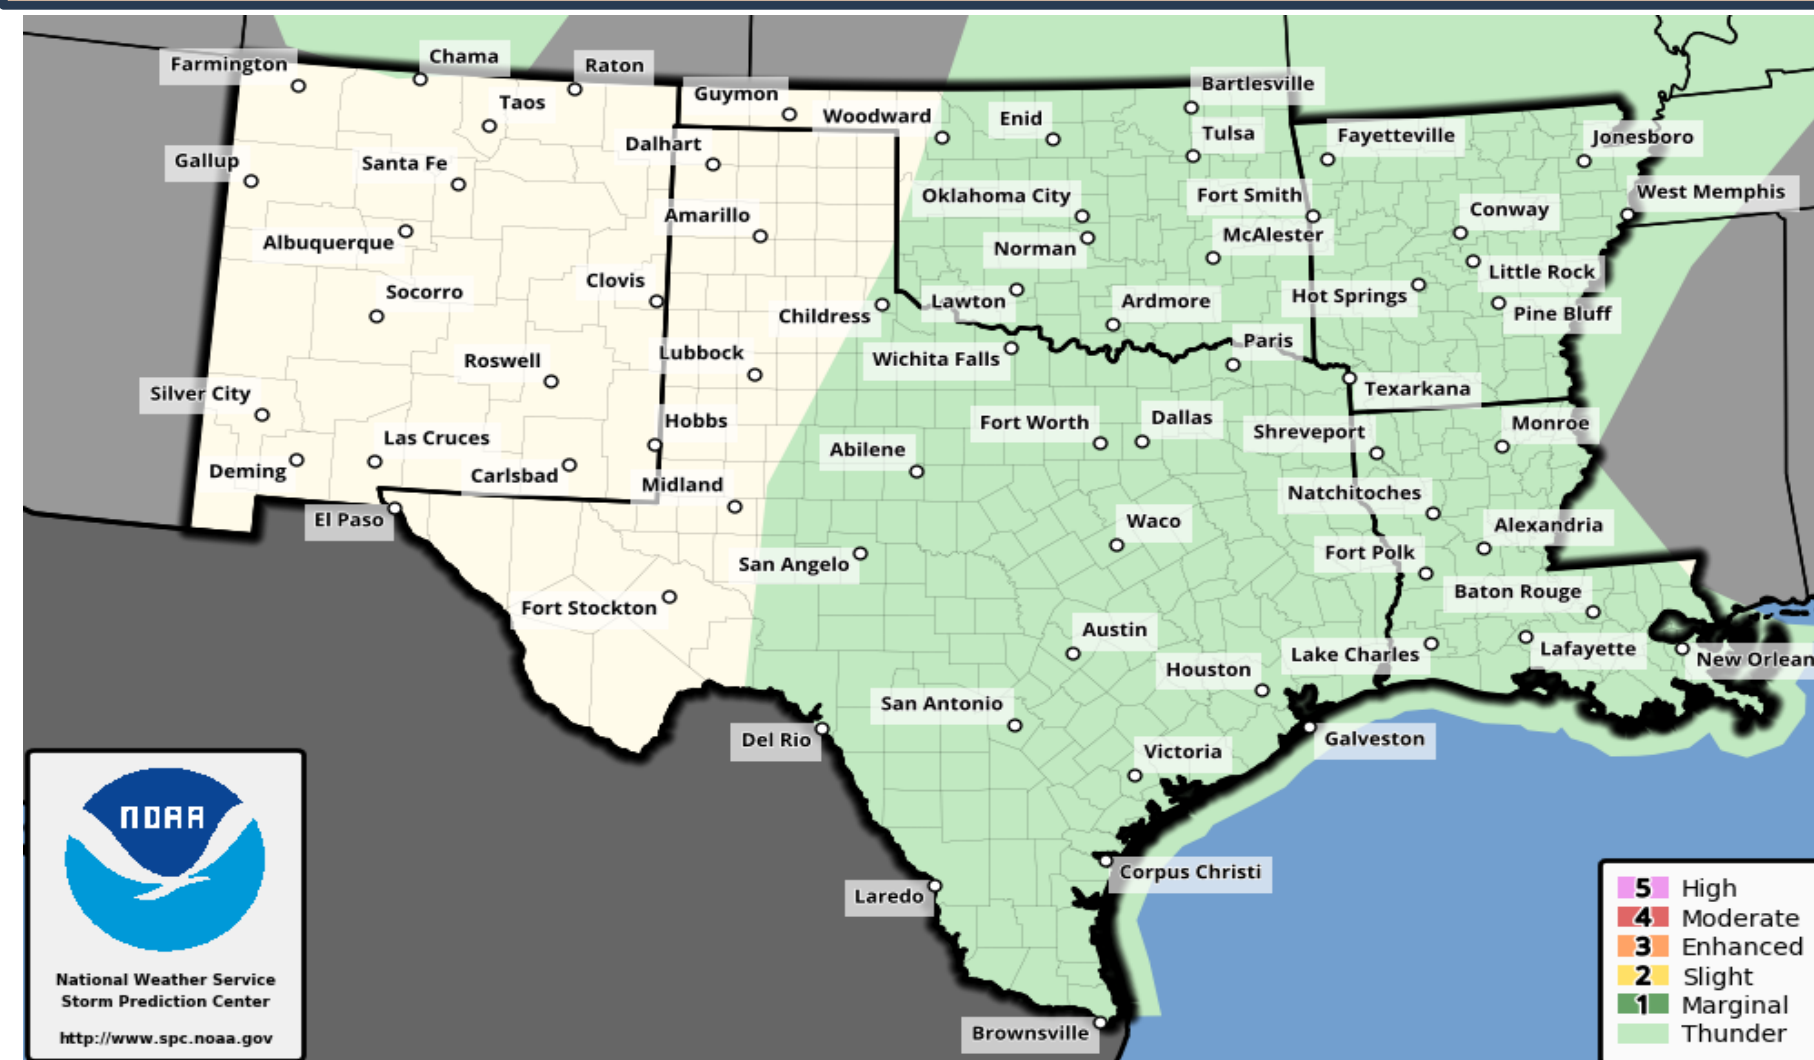 Farmington
Chama
Raton
Guymon
Taos
Woodward
Enid
Bartlesville
Tulsa
Fayetteville
Jonesboro
Dalhart
Gallup
Santa Fe
Oklahoma City
Fort Smith
Conway
West Memphis
Amarillo
Albuquerque
Norman
McAlester
Little Rock
Clovis
Socorro
Childress
Lawton
Ardmore
Hot Springs
Pine Bluff
Roswell
Lubbock
Wichita Falls
Paris
Texarkana
Silver City
Hobbs
Fort Worth
Dallas
Shreveport
Monroe
Las Cruces
Abilene
Deming
Carlsbad
Midland
Natchitoches
El Paso
Waco
Alexandria
San Angelo
Fort Polk
Baton Rouge
Fort Stockton
Austin
Houston
Lake Charles
Lafayette
New Orlean
San Antonio
Del Rio
Galveston
Victoria
Corpus Christi
Laredo
Brownsville
NOAA
National Weather Service
Storm Prediction Center
http://www.spc.noaa.gov
5 High
4 Moderate
3 Enhanced
2 Slight
1 Marginal
Thunder